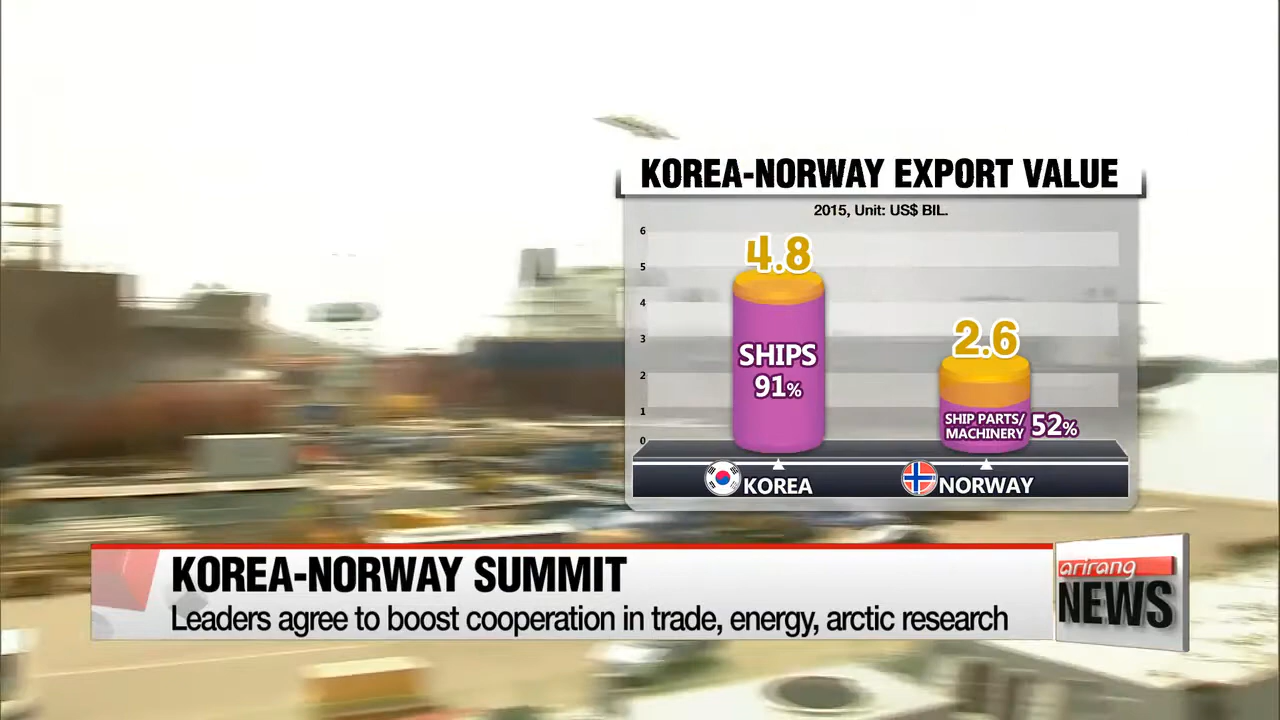 KOREA-NORWAY EXPORT VALUE
2015, Unit: US$ BIL.
6
5
4
3
2
1
0
4.8
SHIPS
91%
2.6
SHIP PARTS/
MACHINERY 52%
KOREA
NORWAY
KOREA-NORWAY SUMMIT
Leaders agree to boost cooperation in trade, energy, arctic research
arirang
NEWS